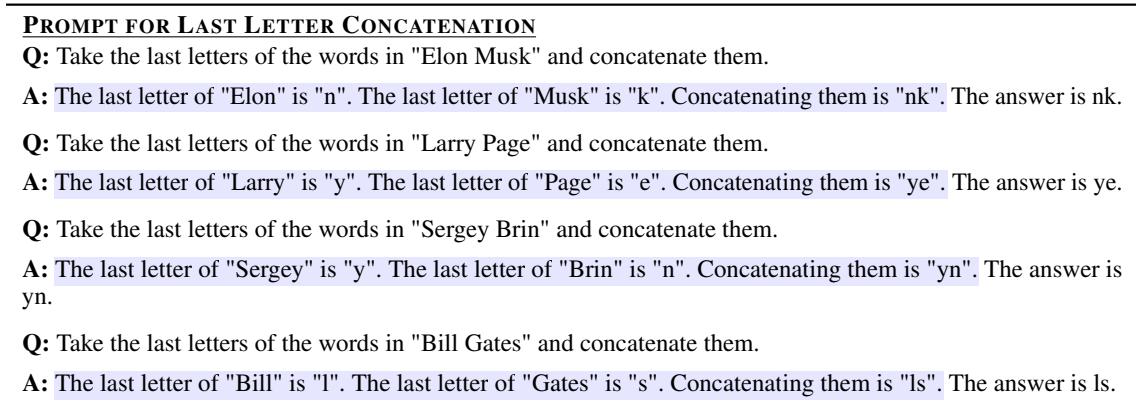 PROMPT FOR LAST LETTER CONCATENATION
Q: Take the last letters of the words in "Elon Musk" and concatenate them.
A: The last letter of "Elon" is "n". The last letter of "Musk" is "k". Concatenating them is "nk". The answer is nk.
Q: Take the last letters of the words in "Larry Page" and concatenate them.
A: The last letter of "Larry" is "y". The last letter of "Page" is "e". Concatenating them is "ye". The answer is ye.
Q: Take the last letters of the words in "Sergey Brin" and concatenate them.
A: The last letter of "Sergey" is "y". The last letter of "Brin" is "n". Concatenating them is "yn". The answer is
yn.
Q: Take the last letters of the words in "Bill Gates" and concatenate them.
A: The last letter of "Bill" is "l". The last letter of "Gates" is "s". Concatenating them is "ls". The answer is ls.